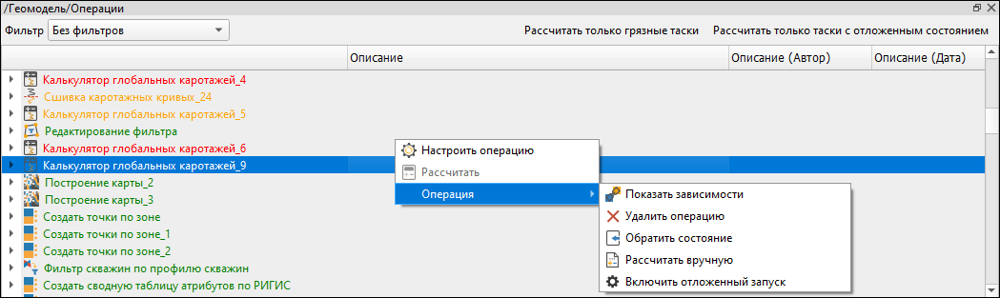 /Геомодель/Операции
Фильтр Без фильтров Рассчитать только грязные таски Рассчитать только таски с отложенным состоянием
Описание Описание (Автор) Описание (Дата)
Калькулятор глобальных каротажей_4
Сшивка каротажных кривых_24
Калькулятор глобальных каротажей_5
Редактирование фильтра
Калькулятор глобальных каротажей_6
Калькулятор глобальных каротажей_9
Построение карты_2
Построение карты_3
Создать точки по зоне
Создать точки по зоне_1
Создать точки по зоне_2
Фильтр скважин по профилю скважин
Создать сводную таблицу атрибутов по РИГИС
Настроить операцию
Рассчитать
Операция
Показать зависимости
Удалить операцию
Обратить состояние
Рассчитать вручную
Включить отложенный запуск